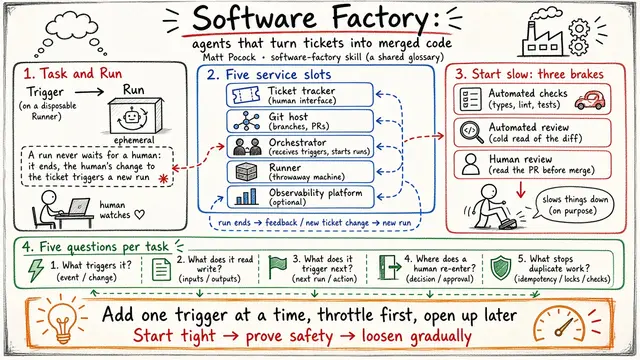 Software Factory:
agents that turn tickets into merged code
Matt Pocock · software-factory skill (a shared glossary)
1. Task and Run
Trigger → Run
(on a disposable
Runner)
ephemeral
A run never waits for a human:
it ends, the human's change to
the ticket triggers a new run
human
watches
2. Five service slots
Ticket tracker
(human interface)
Git host
(branches, PRs)
Orchestrator
(receives triggers, starts runs)
Runner
(throwaway machine)
Observability platform
(optional)
run ends → feedback / new ticket change → new run
3. Start slow: three brakes
Automated checks
(types, lint, tests)
Automated review
(cold read of the diff)
Human review
(read the PR before merge)
slows things down
(on purpose)
4. Five questions per task
1. What triggers it?
(event / change)
2. What does it read
write?
(inputs / outputs)
3. What does it
trigger next?
(next run / action)
4. Where does a
human re-enter?
(decision / approval)
5. What stops
duplicate work?
(idempotency / locks / checks)
Add one trigger at a time, throttle first, open up later
Start tight → prove safety → loosen gradually